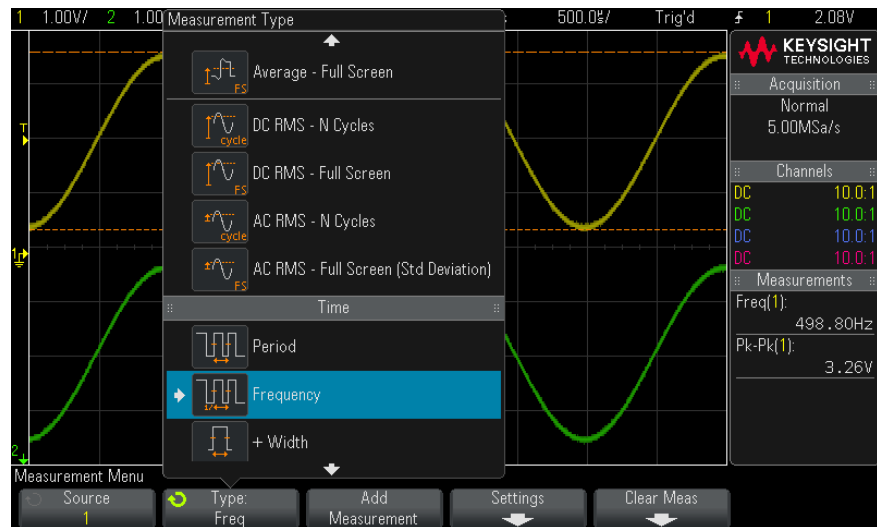 1 1.00V/ 2 1.00 500.0㎲/ Trig'd 1 2.08V
Measurement Type
Average - Full Screen
FS
DC RMS - N Cycles
cycle
DC RMS - Full Screen
FS
AC RMS - N Cycles
cycle
AC RMS - Full Screen (Std Deviation)
FS
Time
Period
Frequency
1/
+ Width
T
1
2
KEYSIGHT
TECHNOLOGIES
Acquisition
Normal
5.00MSa/s
Channels
DC 10.0:1
DC 10.0:1
DC 10.0:1
DC 10.0:1
Measurements
Freq(1):
498.80Hz
Pk-Pk(1):
3.26V
Measurement Menu
Source
1
Type:
Freq
Add
Measurement
Settings
Clear Meas